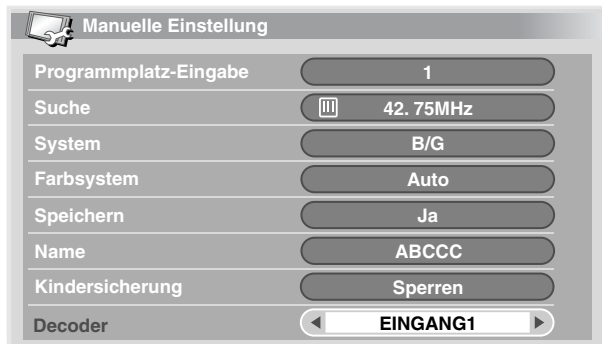 Manuelle Einstellung
Programmplatz-Eingabe 1
Suche 42. 75MHz
System B/G
Farbsystem Auto
Speichern Ja
Name ABCCC
Kindersicherung Sperren
Decoder EINGANG1